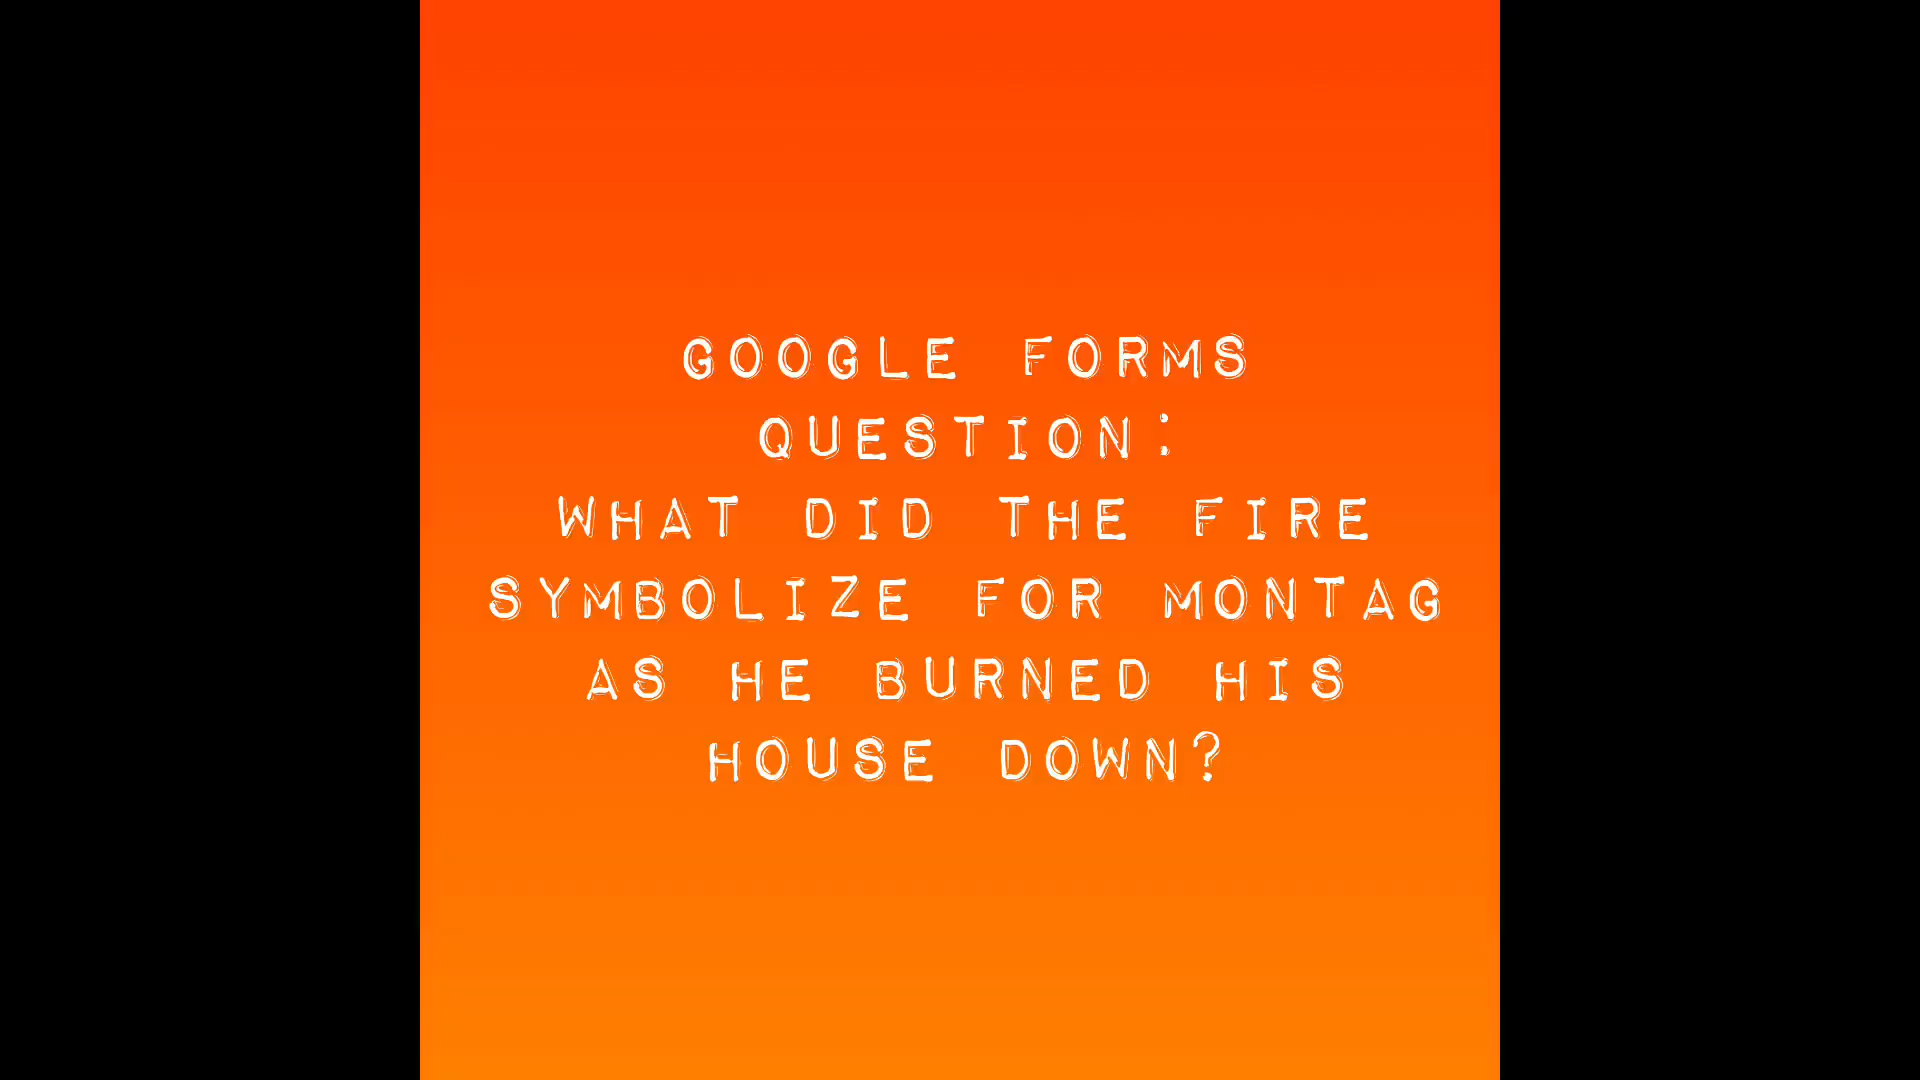 GOOGLE FORMS
QUESTION:
WHAT DID THE FIRE
SYMBOLIZE FOR MONTAG
AS HE BURNED HIS
HOUSE DOWN?